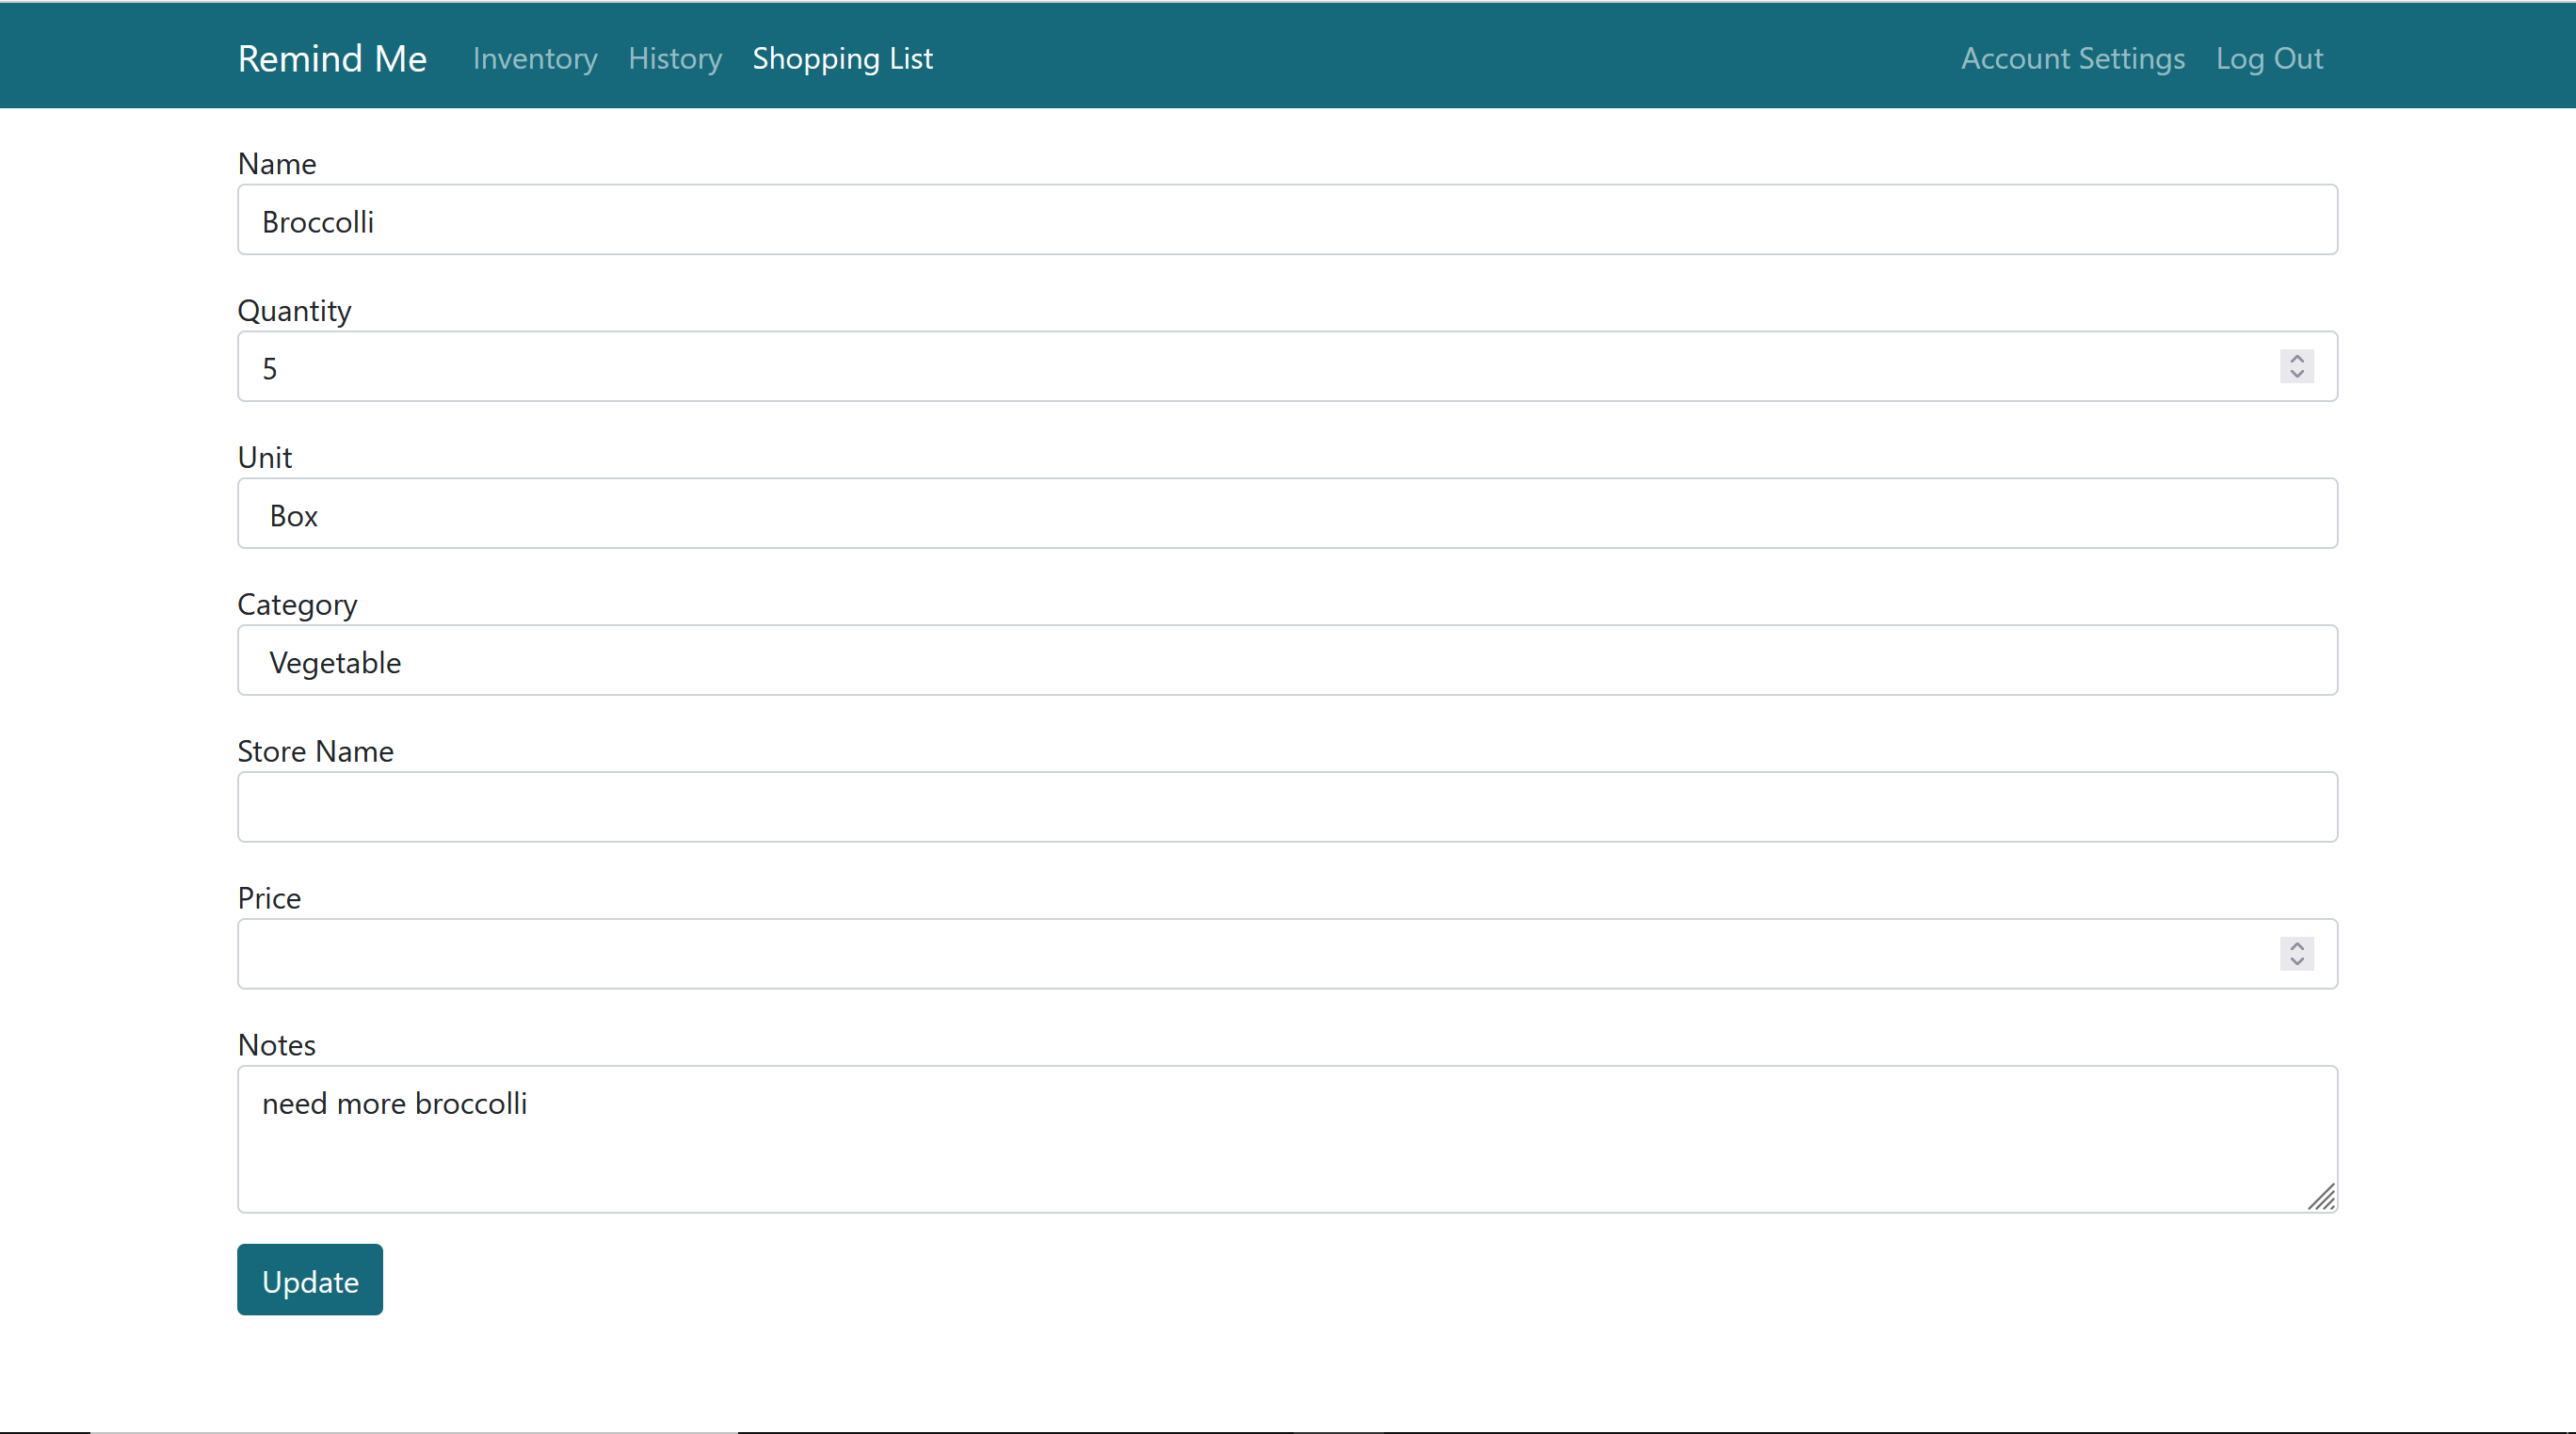 Remind Me Inventory History Shopping List Account Settings Log Out
Name
Broccolli
Quantity
5
Unit
Box
Category
Vegetable
Store Name
Price
Notes
need more broccolli
Update